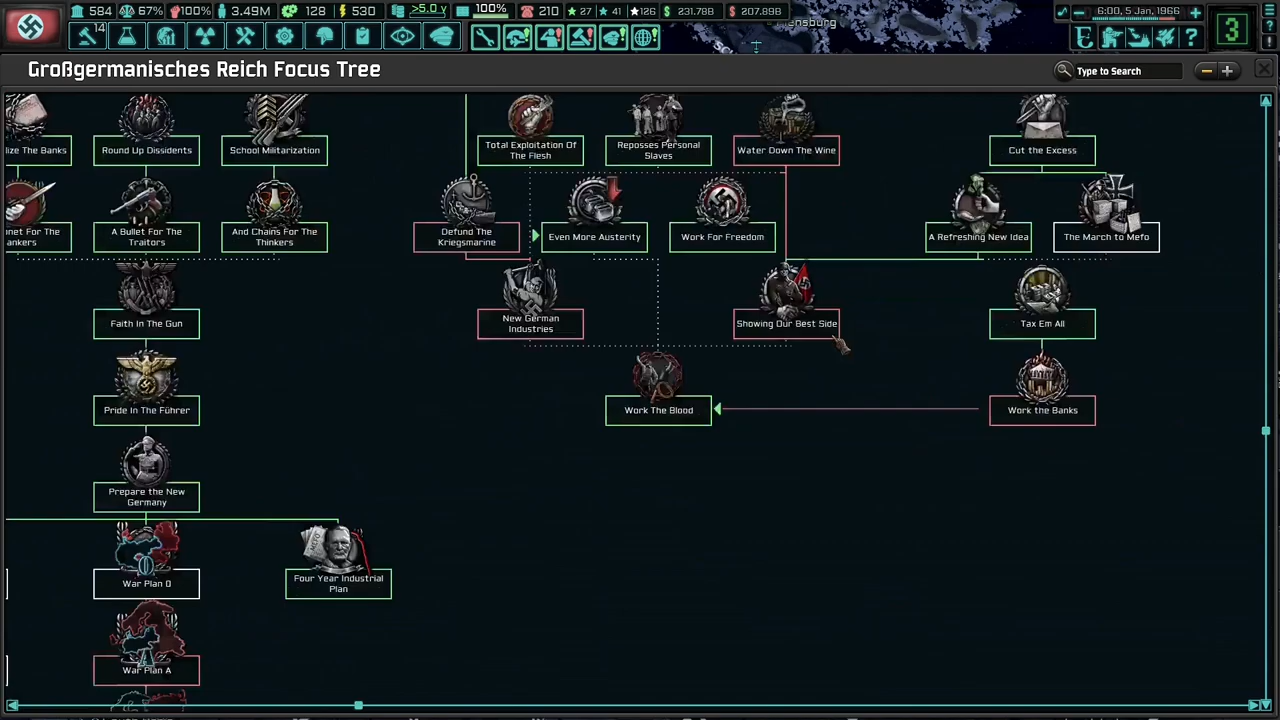 584 67% 100% 3.49M 128 530 >5.0 y 100% 210 27 41 126 $ 231.78B $ 207.89B
6:00, 5 Jan, 1966
14
3
Großgermanisches Reich Focus Tree
Type to Search
lize The Banks
Round Up Dissidents
School Militarization
Total Exploitation Of
The Flesh
Reposses Personal
Slaves
Water Down The Wine
Cut the Excess
A Bullet For The
Traitors
And Chains For The
Thinkers
Defund The
Kriegsmarine
Even More Austerity
Work For Freedom
A Refreshing New Idea
The March to Mefo
Faith In The Gun
New German
Industries
Showing Our Best Side
Tax Em All
Pride In The Führer
Work The Blood
Work the Banks
Prepare the New
Germany
War Plan O
Four Year Industrial
Plan
War Plan A